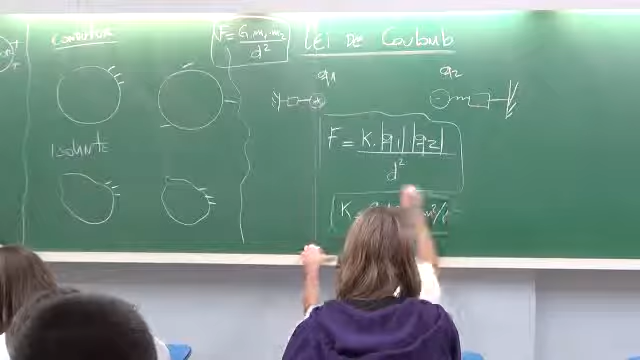 Condutor
Isolante
F = G.m₁.m₂
d²
LEI DE Coulomb
q1
q2
F = K.|q1||q2|
d²
K =